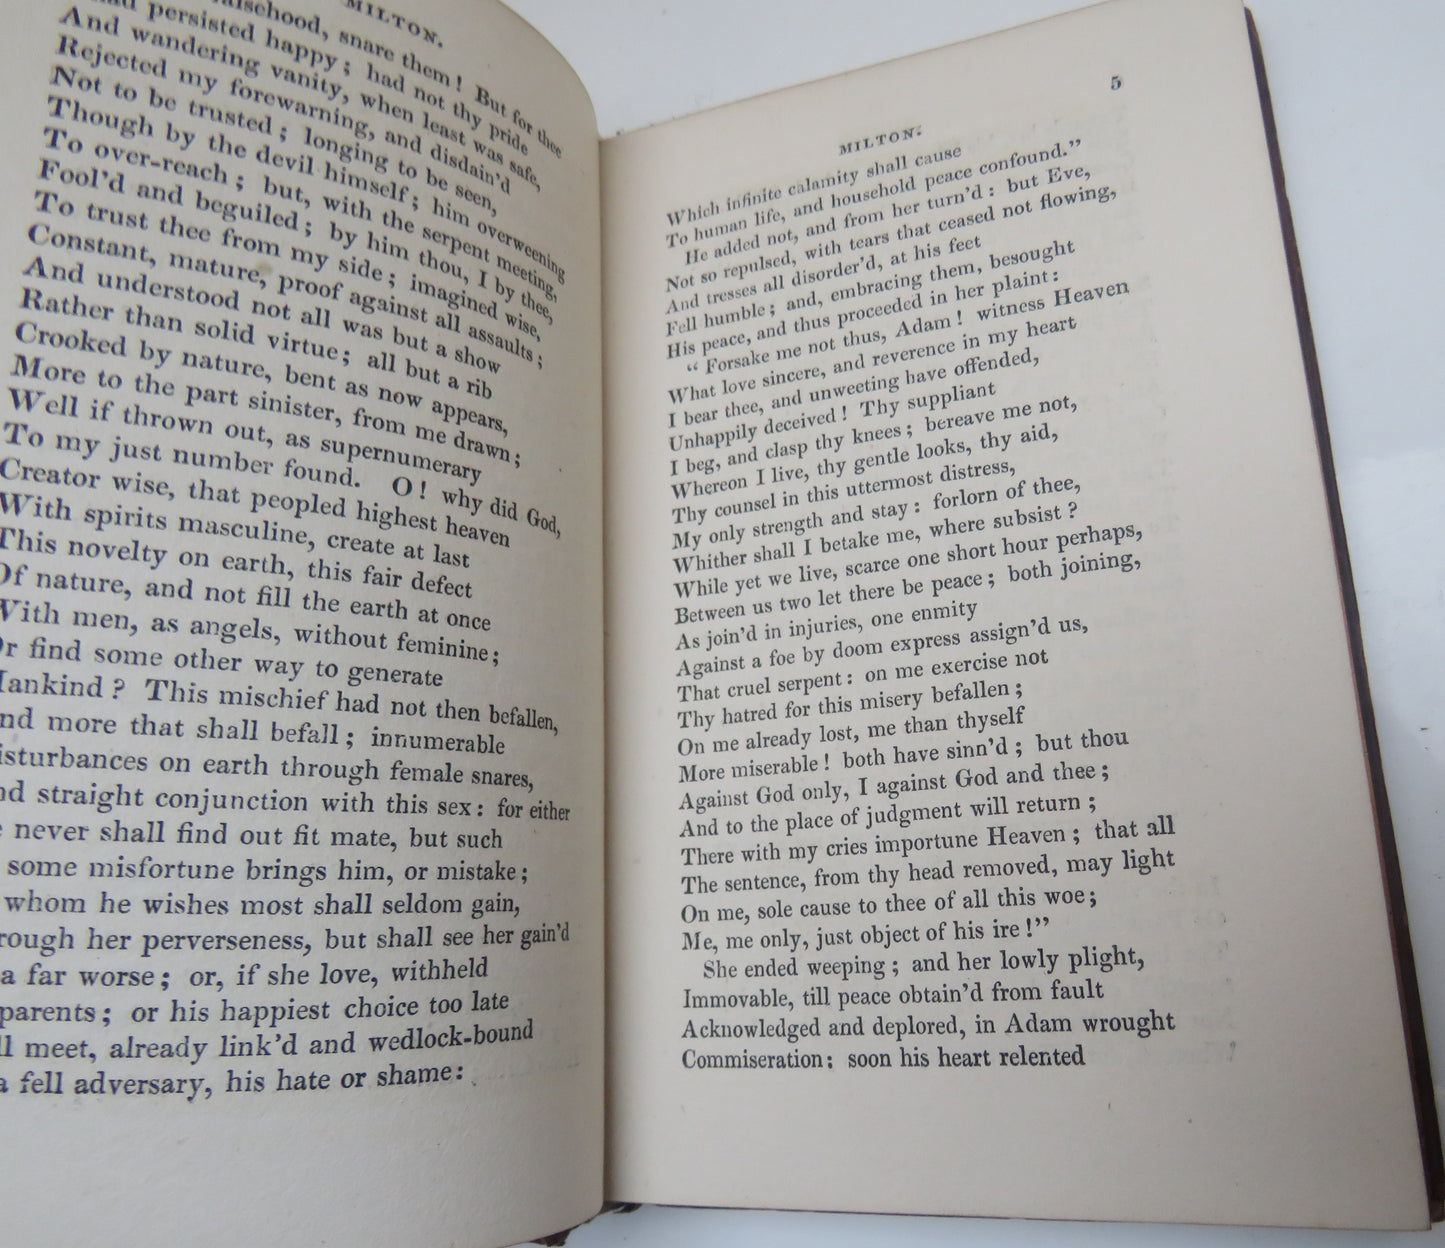 MILTON.
falsehood, snare them! But for thee
had persisted happy; had not thy pride
And wandering vanity, when least was safe,
Rejected my forewarning, and disdain'd
Not to be trusted; longing to be seen,
Though by the devil himself; him overweening
To over-reach; but, with the serpent meeting,
Fool'd and beguiled; by him thou, I by thee,
To trust thee from my side; imagined wise,
Constant, mature, proof against all assaults;
And understood not all was but a show
Rather than solid virtue; all but a rib
Crooked by nature, bent as now appears,
More to the part sinister, from me drawn;
Well if thrown out, as supernumerary
To my just number found. O! why did God,
Creator wise, that peopled highest heaven
With spirits masculine, create at last
This novelty on earth, this fair defect
Of nature, and not fill the earth at once
With men, as angels, without feminine;
Or find some other way to generate
Mankind? This mischief had not then befallen,
And more that shall befall; innumerable
Disturbances on earth through female snares,
And straight conjunction with this sex: for either
never shall find out fit mate, but such
some misfortune brings him, or mistake;
whom he wishes most shall seldom gain,
Through her perverseness, but shall see her gain'd
a far worse; or, if she love, withheld
parents; or his happiest choice too late
meet, already link'd and wedlock-bound
a fell adversary, his hate or shame:
5
MILTON.
Which infinite calamity shall cause
To human life, and household peace confound."
He added not, and from her turn'd: but Eve,
Not so repulsed, with tears that ceased not flowing,
And tresses all disorder'd, at his feet
Fell humble; and, embracing them, besought
His peace, and thus proceeded in her plaint:
"Forsake me not thus, Adam! witness Heaven
What love sincere, and reverence in my heart
I bear thee, and unweeting have offended,
Unhappily deceived! Thy suppliant
I beg, and clasp thy knees; bereave me not,
Whereon I live, thy gentle looks, thy aid,
Thy counsel in this uttermost distress,
My only strength and stay: forlorn of thee,
Whither shall I betake me, where subsist?
While yet we live, scarce one short hour perhaps,
Between us two let there be peace; both joining,
As join'd in injuries, one enmity
Against a foe by doom express assign'd us,
That cruel serpent: on me exercise not
Thy hatred for this misery befallen;
On me already lost, me than thyself
More miserable! both have sinn'd; but thou
Against God only, I against God and thee;
And to the place of judgment will return;
There with my cries importune Heaven; that all
The sentence, from thy head removed, may light
On me, sole cause to thee of all this woe;
Me, me only, just object of his ire!"
She ended weeping; and her lowly plight,
Immovable, till peace obtain'd from fault
Acknowledged and deplored, in Adam wrought
Commiseration: soon his heart relented